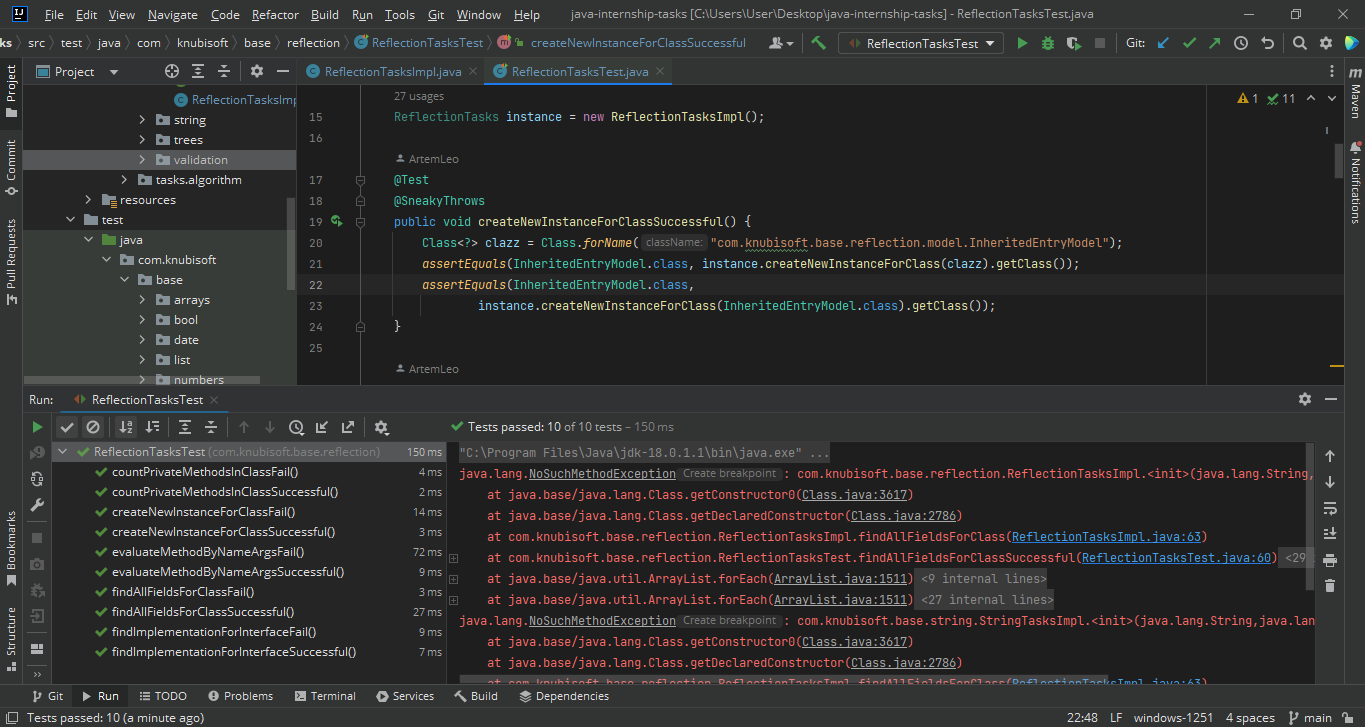 File Edit View Navigate Code Refactor Build Run Tools Git Window Help java-internship-tasks [C:\Users\User\Desktop\java-internship-tasks] - ReflectionTasksTest.java
ks src test java com knubisoft base reflection ReflectionTasksTest createNewInstanceForClassSuccessful ReflectionTasksTest Git:
Project
ReflectionTasksImpl.java ReflectionTasksTest.java
ReflectionTasksImp
string
trees
validation
tasks.algorithm
resources
test
java
com.knubisoft
base
arrays
bool
date
list
numbers
27 usages
1 11
15 ReflectionTasks instance = new ReflectionTasksImpl();
16
ArtemLeo
17 @Test
18 @SneakyThrows
19 public void createNewInstanceForClassSuccessful() {
20 Class<?> clazz = Class.forName( className: "com.knubisoft.base.reflection.model.InheritedEntryModel");
21 assertEquals(InheritedEntryModel.class, instance.createNewInstanceForClass(clazz).getClass());
22 assertEquals(InheritedEntryModel.class,
23 instance.createNewInstanceForClass(InheritedEntryModel.class).getClass());
24 }
25
ArtemLeo
Project
Commit
Pull Requests
Bookmarks
Structure
m
Maven
Notifications
Run: ReflectionTasksTest
Tests passed: 10 of 10 tests – 150 ms
ReflectionTasksTest (com.knubisoft.base.reflection) 150 ms
countPrivateMethodsInClassFail() 4 ms
countPrivateMethodsInClassSuccessful() 2 ms
createNewInstanceForClassFail() 14 ms
createNewInstanceForClassSuccessful() 3 ms
evaluateMethodByNameArgsFail() 72 ms
evaluateMethodByNameArgsSuccessful() 9 ms
findAllFieldsForClassFail() 3 ms
findAllFieldsForClassSuccessful() 27 ms
findImplementationForInterfaceFail() 9 ms
findImplementationForInterfaceSuccessful() 7 ms
"C:\Program Files\Java\jdk-18.0.1.1\bin\java.exe" ...
java.lang.NoSuchMethodException Create breakpoint : com.knubisoft.base.reflection.ReflectionTasksImpl.<init>(java.lang.String,
at java.base/java.lang.Class.getConstructor0(Class.java:3617)
at java.base/java.lang.Class.getDeclaredConstructor(Class.java:2786)
at com.knubisoft.base.reflection.ReflectionTasksImpl.findAllFieldsForClass(ReflectionTasksImpl.java:63)
at com.knubisoft.base.reflection.ReflectionTasksTest.findAllFieldsForClassSuccessful(ReflectionTasksTest.java:60) <29
at java.base/java.util.ArrayList.forEach(ArrayList.java:1511) <9 internal lines>
at java.base/java.util.ArrayList.forEach(ArrayList.java:1511) <27 internal lines>
java.lang.NoSuchMethodException Create breakpoint : com.knubisoft.base.string.StringTasksImpl.<init>(java.lang.String,java.lan
at java.base/java.lang.Class.getConstructor0(Class.java:3617)
at java.base/java.lang.Class.getDeclaredConstructor(Class.java:2786)
at com.knubisoft.base.reflection.ReflectionTasksImpl.findAllFieldsForClass(ReflectionTasksImpl.java:63)
Git Run TODO Problems Terminal Services Build Dependencies
Tests passed: 10 (a minute ago) 22:48 LF windows-1251 4 spaces main